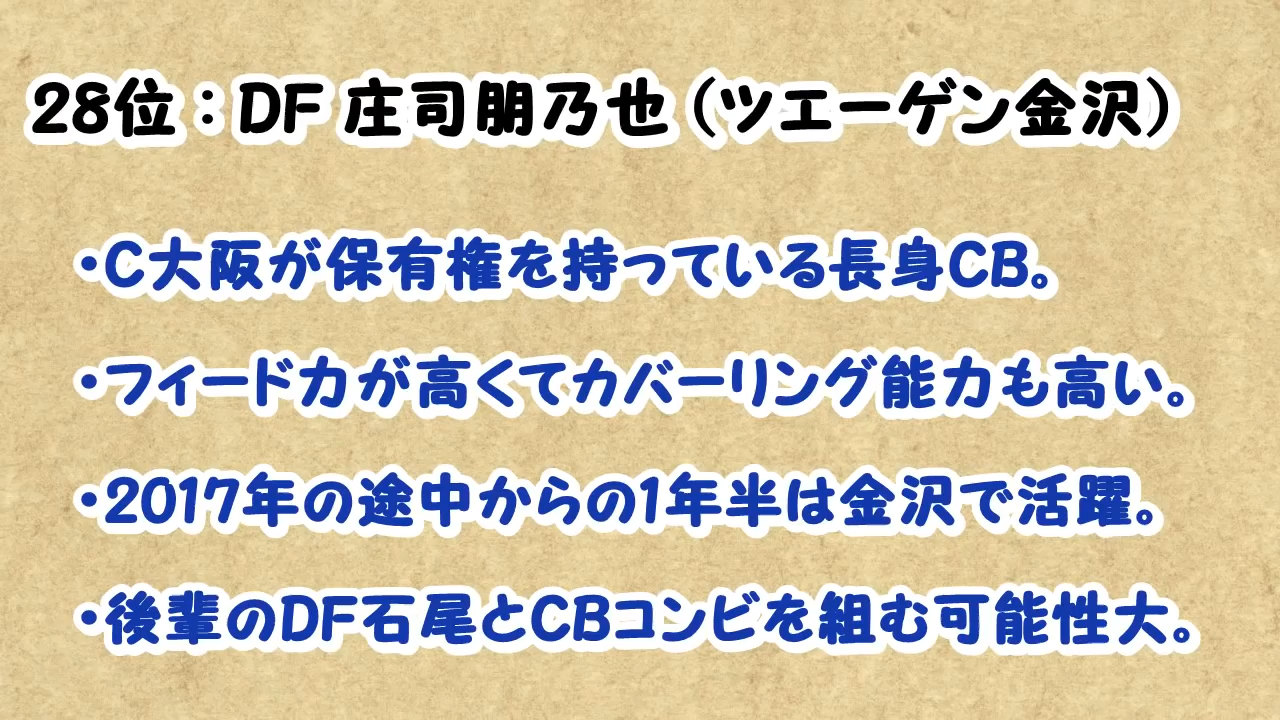 28位：DF 庄司朋乃也（ツエーゲン金沢）
・C大阪が保有権を持っている長身CB。
・フィード力が高くてカバーリング能力も高い。
・2017年の途中からの1年半は金沢で活躍。
・後輩のDF石尾とCBコンビを組む可能性大。